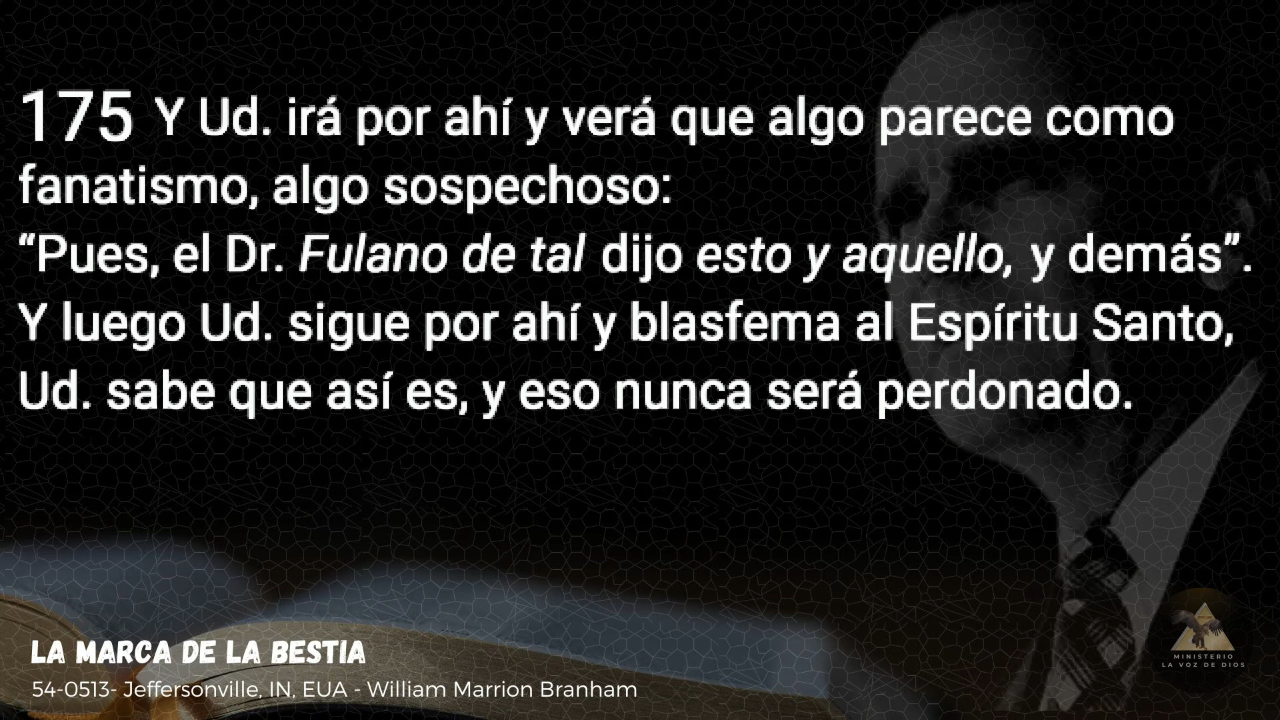 175 Y Ud. irá por ahí y verá que algo parece como
fanatismo, algo sospechoso:
“Pues, el Dr. Fulano de tal dijo esto y aquello, y demás”.
Y luego Ud. sigue por ahí y blasfema al Espíritu Santo,
Ud. sabe que así es, y eso nunca será perdonado.
LA MARCA DE LA BESTIA
54-0513- Jeffersonville, IN, EUA - William Marrion Branham
MINISTERIO
LA VOZ DE DIOS